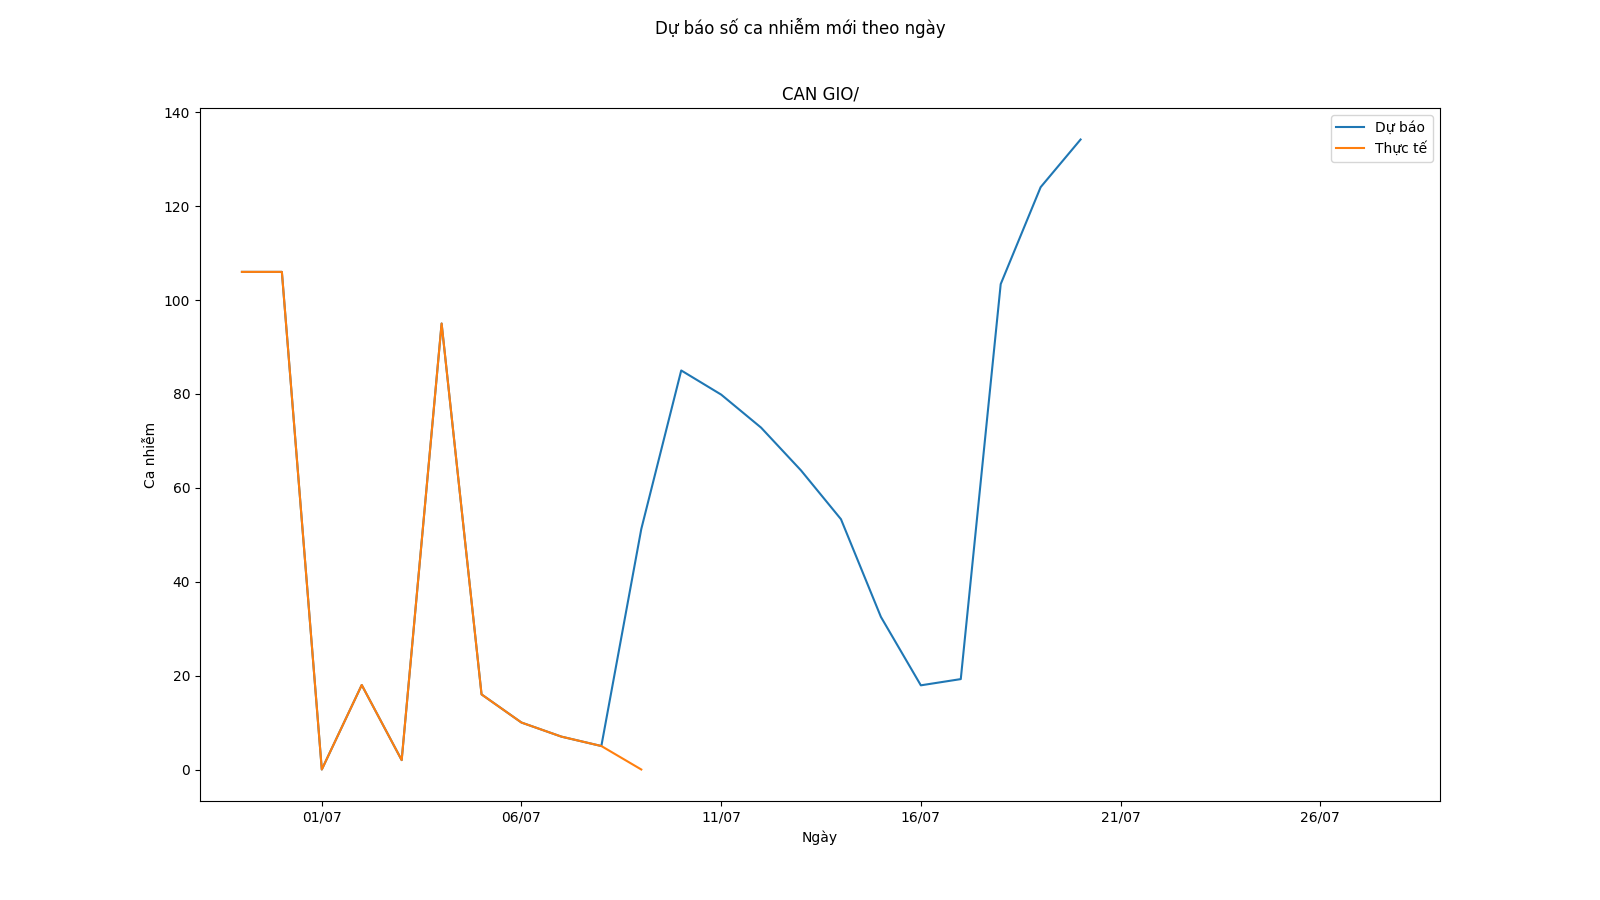 Dự báo số ca nhiễm mới theo ngày
CAN GIO/
Dự báo
Thực tế
140
120
100
80
60
40
20
0
Ca nhiễm
01/07 06/07 11/07 16/07 21/07 26/07
Ngày